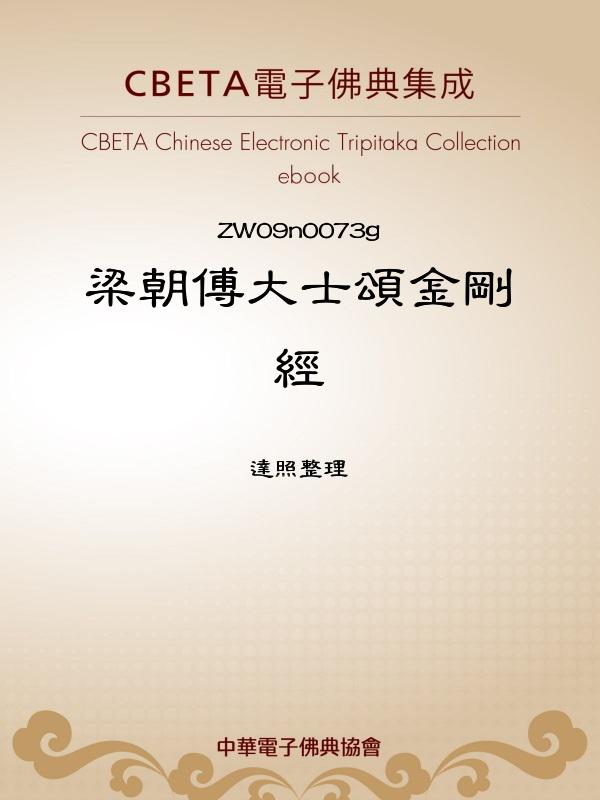 CBETA電子佛典集成
CBETA Chinese Electronic Tripitaka Collection
ebook
ZW09n0073g
梁朝傅大士頌金剛
經
達照整理
中華電子佛典協會